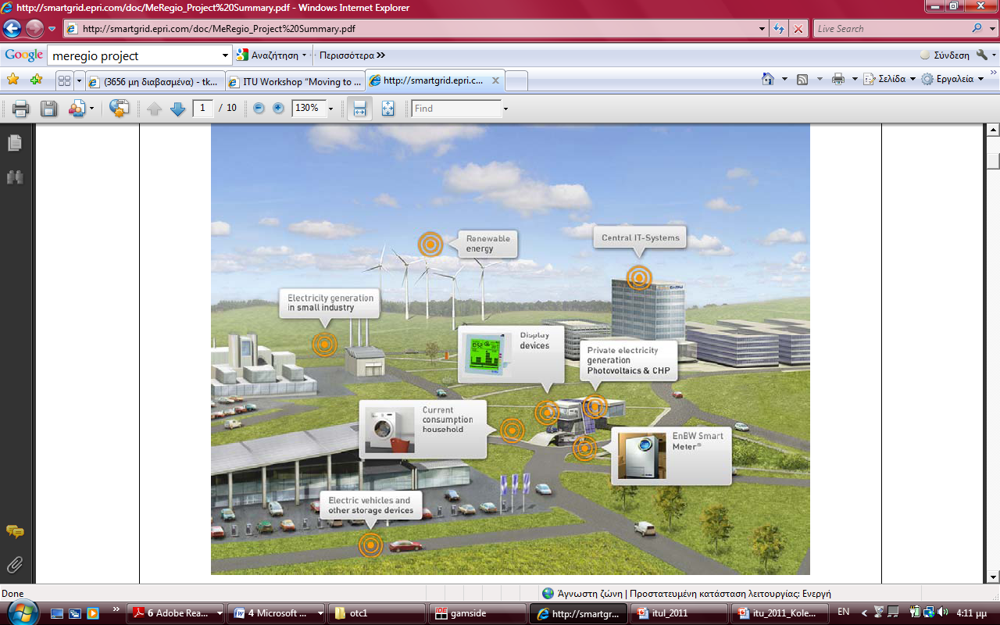 http://smartgrid.epri.com/doc/MeRegio_Project%20Summary.pdf - Windows Internet Explorer
http://smartgrid.epri.com/doc/MeRegio_Project%20Summary.pdf
Live Search
Google
meregio project
Αναζήτηση
Περισσότερα
Σύνδεση
(3656 μη διαβασμένα) - tk...
ITU Workshop "Moving to ...
http://smartgrid.epri.c...
Σελίδα
Εργαλεία
1 / 10
130%
Find
Renewable
energy
Central IT-Systems
EnBW
Electricity generation
in small industry
Display
devices
Private electricity
generation
Photovoltaics & CHP
Current
consumption
household
EnBW Smart
Meter®
Electric vehicles and
other storage devices
Done
Άγνωστη ζώνη | Προστατευμένη κατάσταση λειτουργίας: Ενεργή
6 Adobe Rea...
4 Microsoft ...
otc1
IDE
gamside
http://smartgr...
itul_2011
itu_2011_Kole...
EN
4:11 μμ